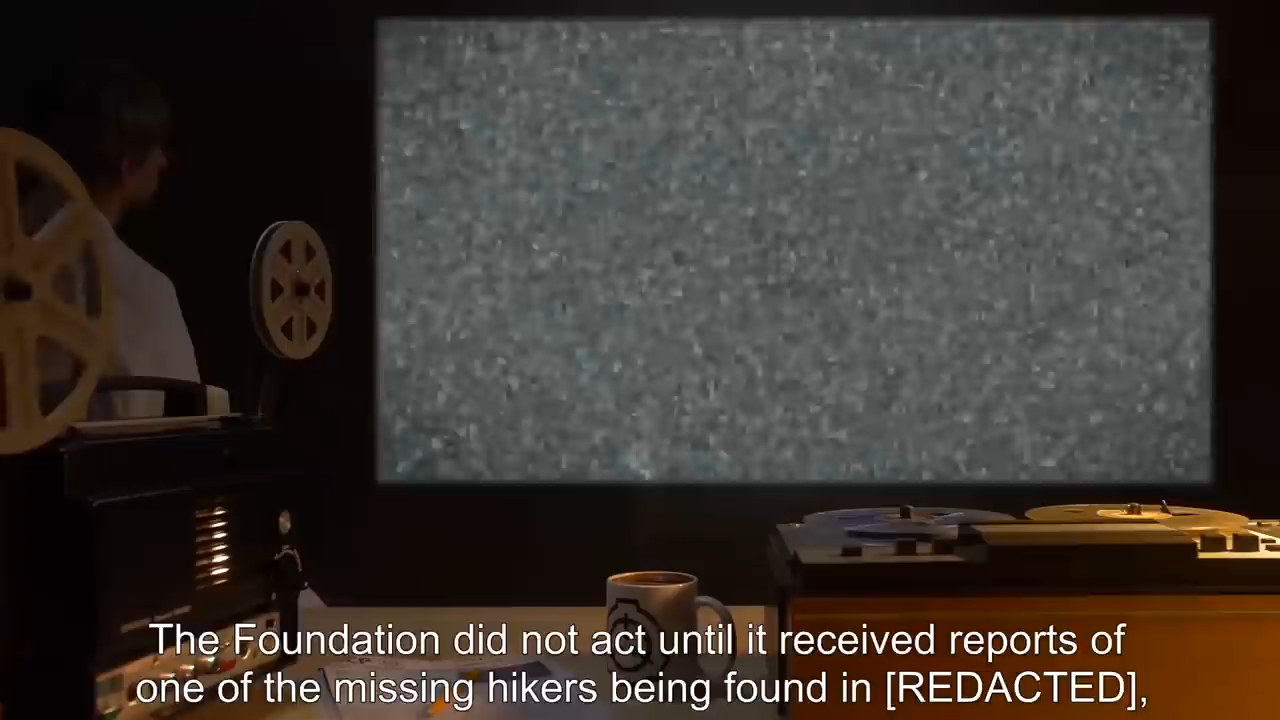 The Foundation did not act until it received reports of
one of the missing hikers being found in [REDACTED],